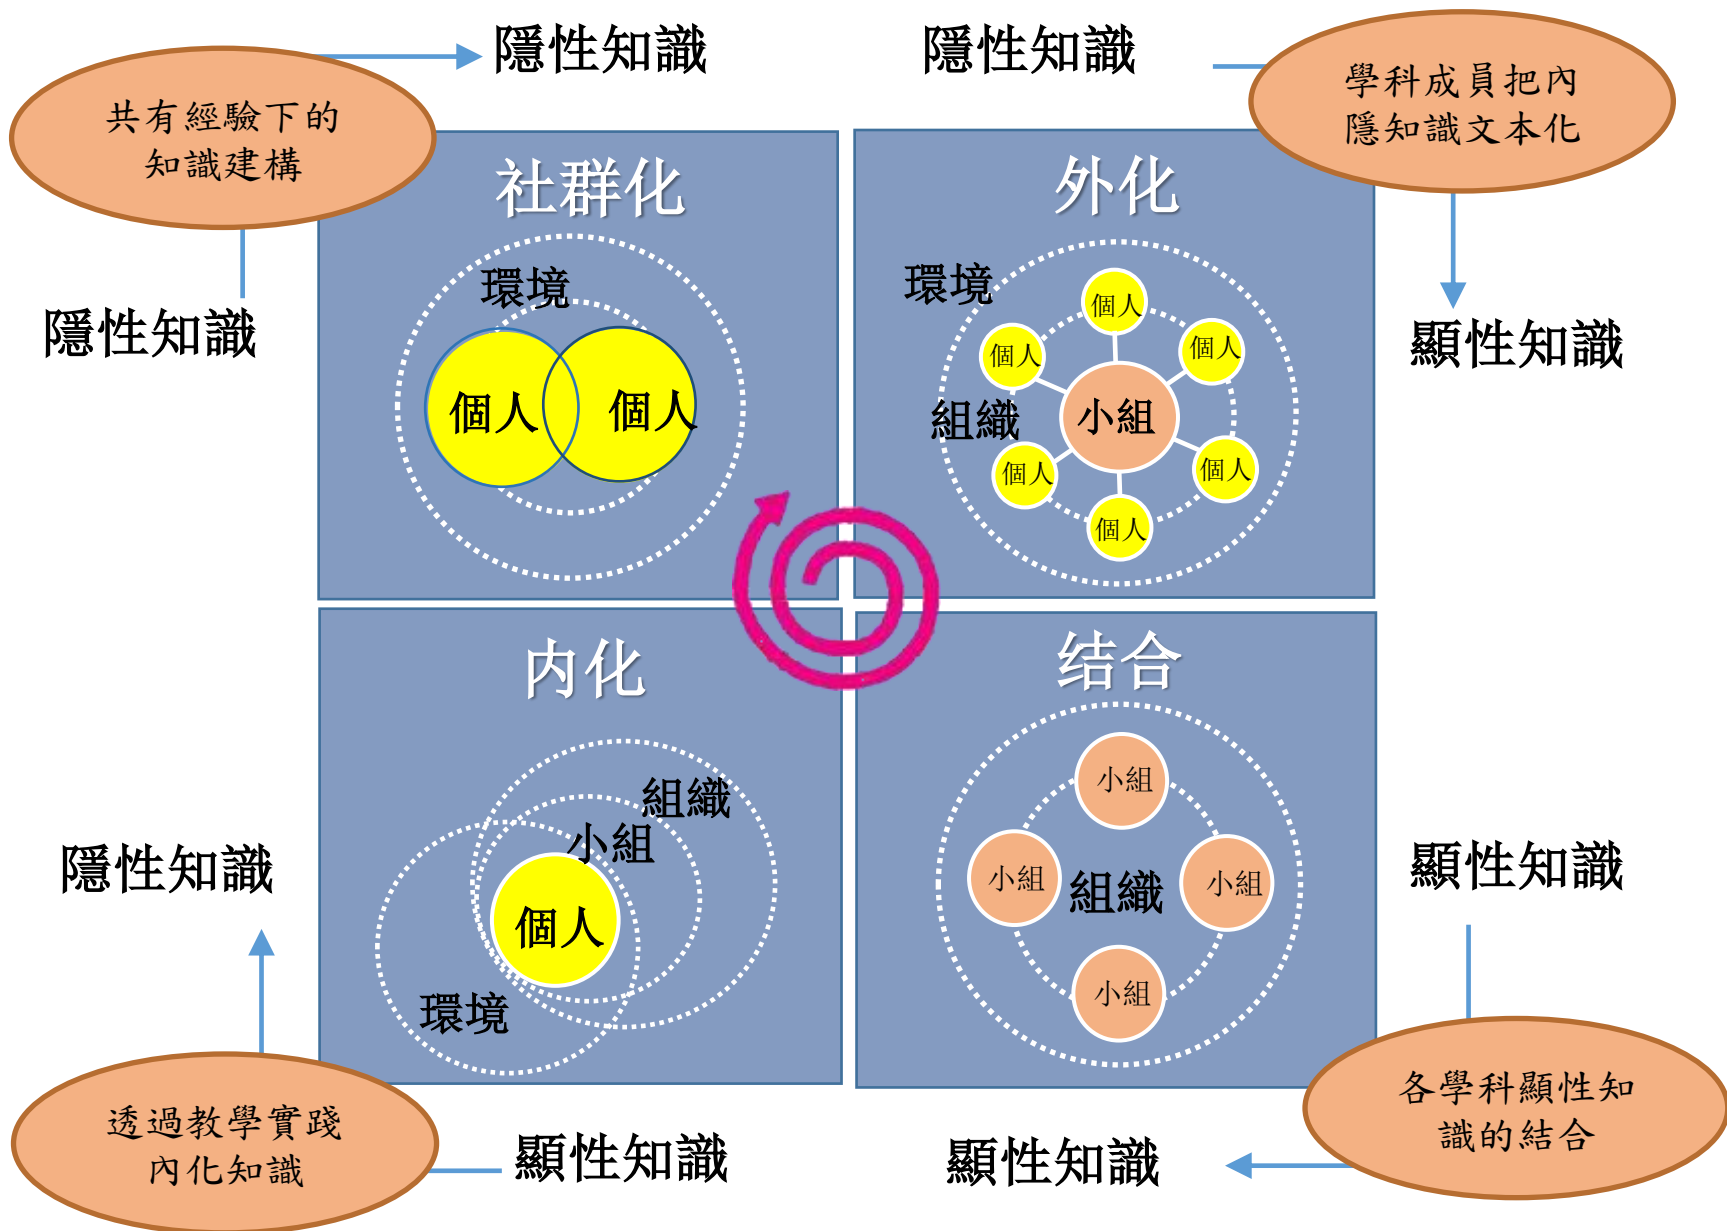 隱性知識
隱性知識
共有經驗下的
知識建構
學科成員把內
隱知識文本化
社群化
外化
環境
個人
個人
隱性知識
環境
個人
個人
個人
組織
小組
個人
個人
個人
顯性知識
内化
结合
組織
小組
個人
環境
小組
小組
組織
小組
小組
隱性知識
顯性知識
透過教學實踐
內化知識
顯性知識
顯性知識
各學科顯性知
識的結合